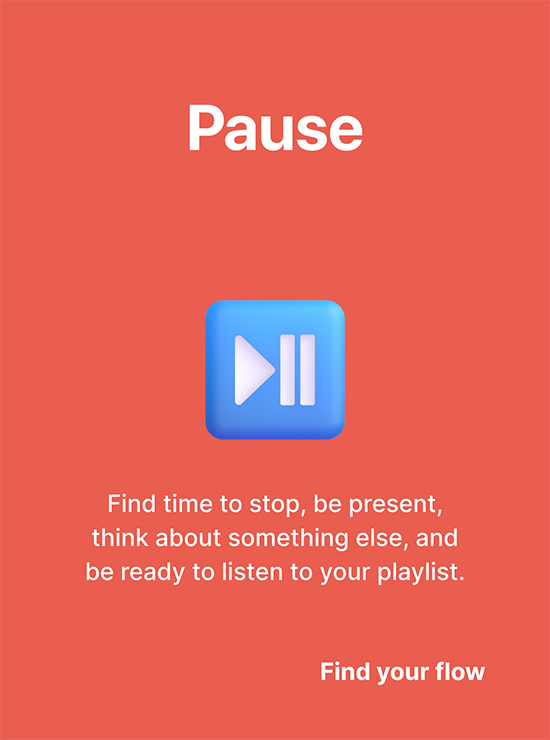 Pause
Find time to stop, be present,
think about something else, and
be ready to listen to your playlist.
Find your flow